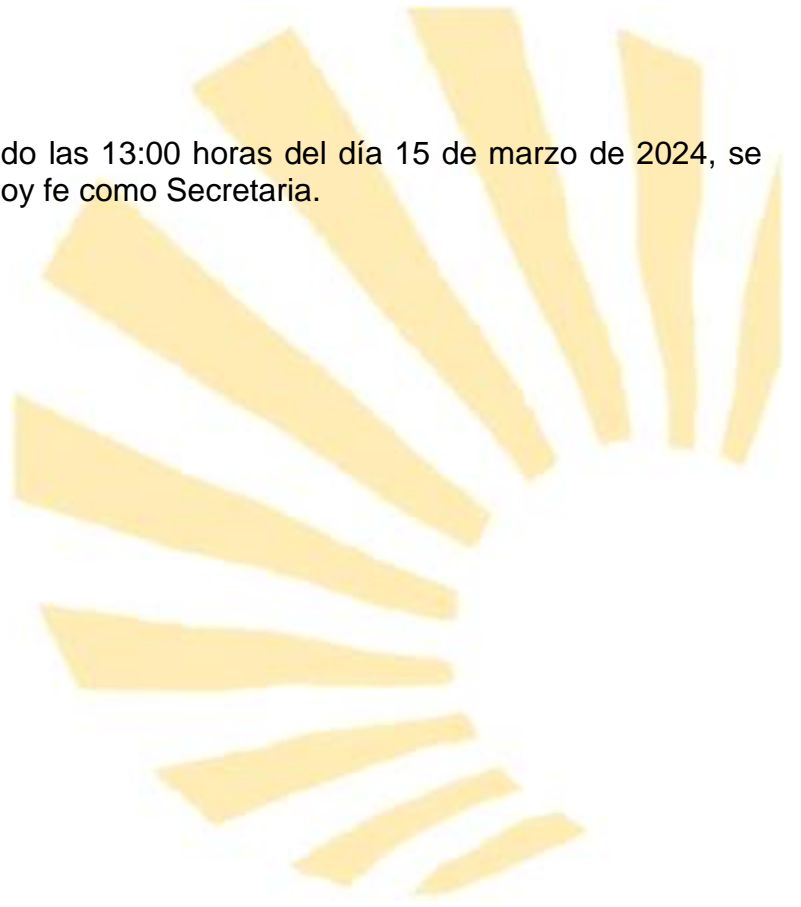 do las 13:00 horas del día 15 de marzo de 2024, se
oy fe como Secretaria.